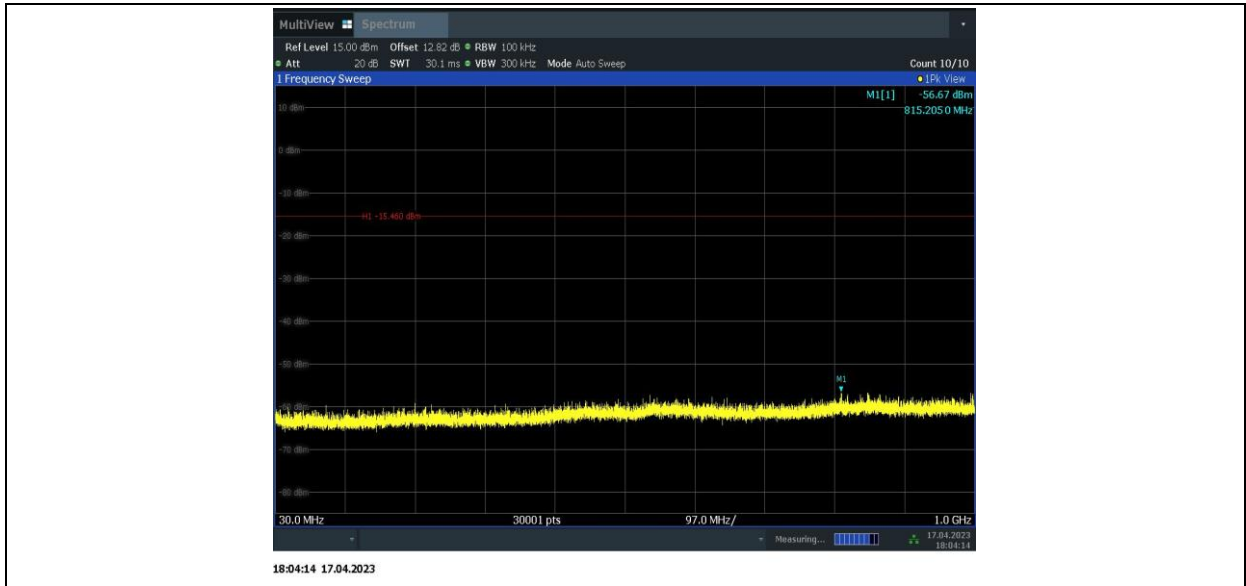 MultiView Spectrum
Ref Level 15.00 dBm Offset 12.82 dB RBW 100 kHz
Att 20 dB SWT 30.1 ms VBW 300 kHz Mode Auto Sweep Count 10/10
1 Frequency Sweep 1Pk View
M1[1] -56.67 dBm
815.2050 MHz
10 dBm
0 dBm
-10 dBm
H1 -15.460 dBm
-20 dBm
-30 dBm
-40 dBm
-50 dBm
M1
-60 dBm
-70 dBm
-80 dBm
30.0 MHz 30001 pts 97.0 MHz/ 1.0 GHz
Measuring... 17.04.2023
18:04:14
18:04:14 17.04.2023